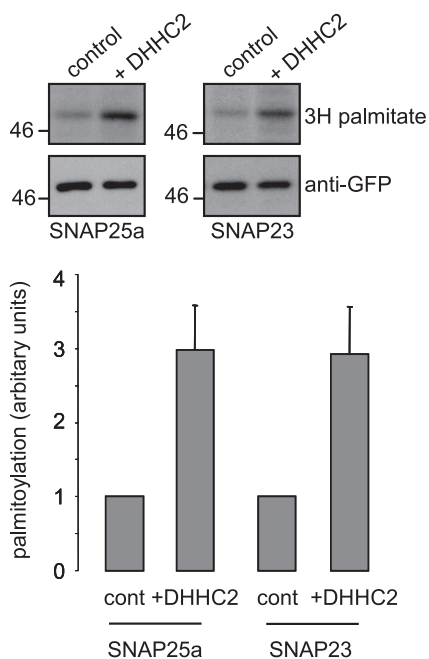 control + DHHC2 control + DHHC2
46 46 3H palmitate
46 46 anti-GFP
SNAP25a SNAP23
palmitoylation (arbitary units)
4
3
2
1
0
cont +DHHC2 cont +DHHC2
SNAP25a SNAP23